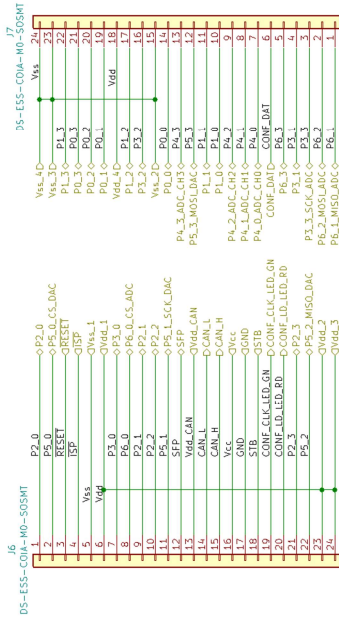 J6 J7
DS-ESS-COIA-M0-SOSMT DS-ESS-COIA-M0-SOSMT
1 P2_0 P2_0 Vss_4 Vss 24
2 P5_0 P5_0_CS_DAC Vss_3 23
3 RESET RESET P1_3 P1_3 22
4 ISP ISP P0_3 P0_3 21
5 Vss Vss_1 P0_2 P0_2 20
6 Vdd Vdd_1 P0_1 P0_1 19
7 P3_0 P3_0 Vdd_4 Vdd 18
8 P6_0 P6_0_CS_ADC P1_2 P1_2 17
9 P2_1 P2_1 P3_2 P3_2 16
10 P2_2 P2_2 Vss_2 15
11 P5_1 P5_1_SCK_DAC P0_0 P0_0 14
12 SFP SFP P4_3_ADC_CH3 P4_3 13
13 Vdd_CAN Vdd_CAN P5_3_MOSI_DAC P5_3 12
14 CAN_L CAN_L P1_1 P1_1 11
15 CAN_H CAN_H P1_0 P1_0 10
16 Vcc Vcc P4_2_ADC_CH2 P4_2 9
17 GND GND P4_1_ADC_CH1 P4_1 8
18 STB STB P4_0_ADC_CH0 P4_0 7
19 CONF_CLK_LED_GN CONF_CLK_LED_GN CONF_DAT CONF_DAT 6
20 CONF_LD_LED_RD CONF_LD_LED_RD P6_3 P6_3 5
21 P2_3 P2_3 P3_1 P3_1 4
22 P5_2 P5_2_MISO_DAC P3_3_SCK_ADC P3_3 3
23 Vdd_2 P6_2_MOSI_ADC P6_2 2
24 Vdd_3 P6_1_MISO_ADC P6_1 1